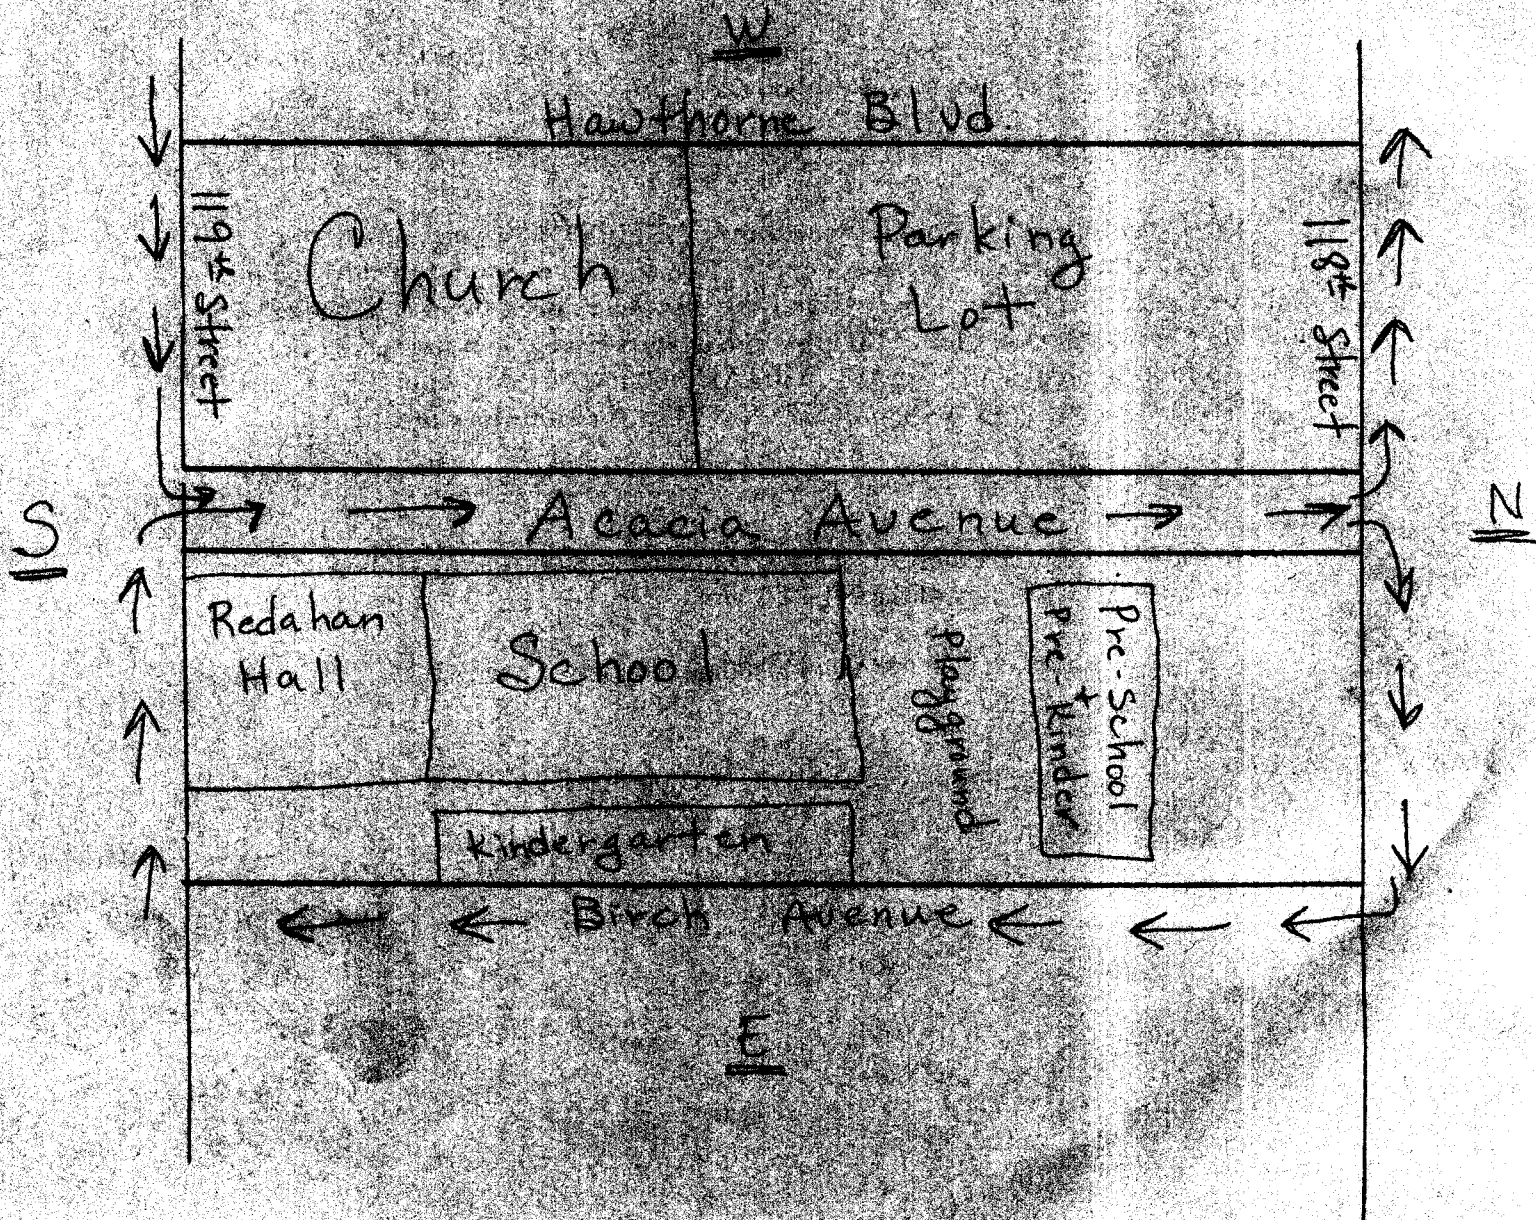 W
Hawthorne Blvd.
119th Street
Church
Parking
Lot
118th Street
S
Acacia Avenue
N
Redahan
Hall
School
Playground
Pre-School
+
Pre-Kinder
Kindergarten
Birch Avenue
E